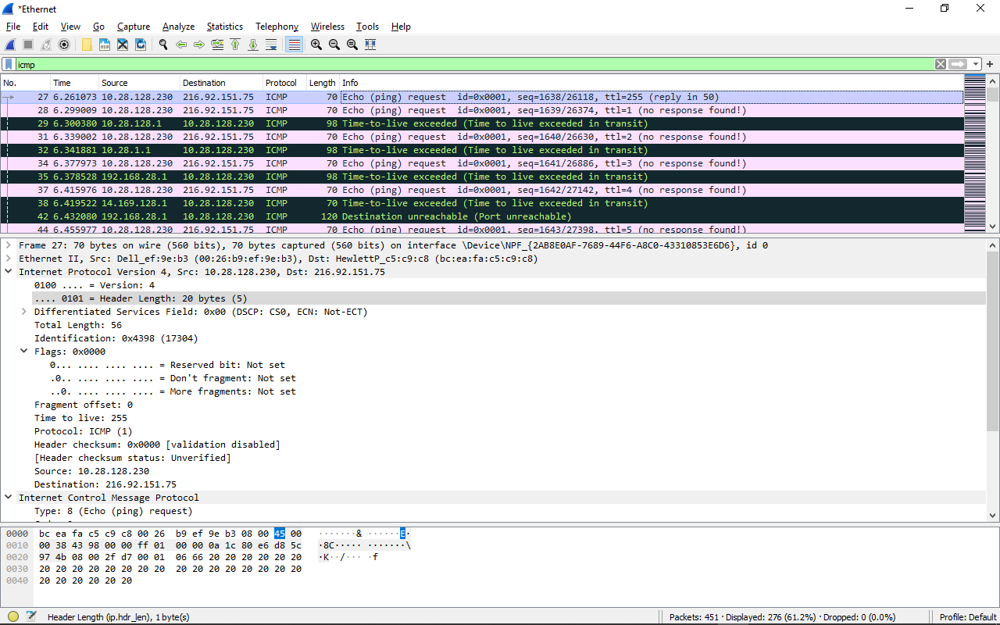 *Ethernet
File Edit View Go Capture Analyze Statistics Telephony Wireless Tools Help
icmp
No. Time Source Destination Protocol Length Info
27 6.261073 10.28.128.230 216.92.151.75 ICMP 70 Echo (ping) request id=0x0001, seq=1638/26118, ttl=255 (reply in 50)
28 6.299009 10.28.128.230 216.92.151.75 ICMP 70 Echo (ping) request id=0x0001, seq=1639/26374, ttl=1 (no response found!)
29 6.300380 10.28.128.1 10.28.128.230 ICMP 98 Time-to-live exceeded (Time to live exceeded in transit)
31 6.339002 10.28.128.230 216.92.151.75 ICMP 70 Echo (ping) request id=0x0001, seq=1640/26630, ttl=2 (no response found!)
32 6.341881 10.28.1.1 10.28.128.230 ICMP 98 Time-to-live exceeded (Time to live exceeded in transit)
34 6.377973 10.28.128.230 216.92.151.75 ICMP 70 Echo (ping) request id=0x0001, seq=1641/26886, ttl=3 (no response found!)
35 6.378528 192.168.28.1 10.28.128.230 ICMP 98 Time-to-live exceeded (Time to live exceeded in transit)
37 6.415976 10.28.128.230 216.92.151.75 ICMP 70 Echo (ping) request id=0x0001, seq=1642/27142, ttl=4 (no response found!)
38 6.419522 14.169.128.1 10.28.128.230 ICMP 70 Time-to-live exceeded (Time to live exceeded in transit)
42 6.432080 192.168.28.1 10.28.128.230 ICMP 120 Destination unreachable (Port unreachable)
44 6.455977 10.28.128.230 216.92.151.75 ICMP 70 Echo (ping) request id=0x0001, seq=1643/27398, ttl=5 (no response found!)
Frame 27: 70 bytes on wire (560 bits), 70 bytes captured (560 bits) on interface \Device\NPF_{2AB8E0AF-7689-44F6-A8C0-43310853E6D6}, id 0
Ethernet II, Src: Dell_ef:9e:b3 (00:26:b9:ef:9e:b3), Dst: HewlettP_c5:c9:c8 (bc:ea:fa:c5:c9:c8)
Internet Protocol Version 4, Src: 10.28.128.230, Dst: 216.92.151.75
0100 .... = Version: 4
.... 0101 = Header Length: 20 bytes (5)
Differentiated Services Field: 0x00 (DSCP: CS0, ECN: Not-ECT)
Total Length: 56
Identification: 0x4398 (17304)
Flags: 0x0000
0... .... .... .... = Reserved bit: Not set
.0.. .... .... .... = Don't fragment: Not set
..0. .... .... .... = More fragments: Not set
Fragment offset: 0
Time to live: 255
Protocol: ICMP (1)
Header checksum: 0x0000 [validation disabled]
[Header checksum status: Unverified]
Source: 10.28.128.230
Destination: 216.92.151.75
Internet Control Message Protocol
Type: 8 (Echo (ping) request)
0000 bc ea fa c5 c9 c8 00 26 b9 ef 9e b3 08 00 45 00 ·······& ······E·
0010 00 38 43 98 00 00 ff 01 00 00 0a 1c 80 e6 d8 5c ·8C····· ·······\
0020 97 4b 08 00 2f d7 00 01 06 66 20 20 20 20 20 20 ·K··/··· ·f
0030 20 20 20 20 20 20 20 20 20 20 20 20 20 20 20 20
0040 20 20 20 20 20 20
Header Length (ip.hdr_len), 1 byte(s) Packets: 451 · Displayed: 276 (61.2%) · Dropped: 0 (0.0%) Profile: Default